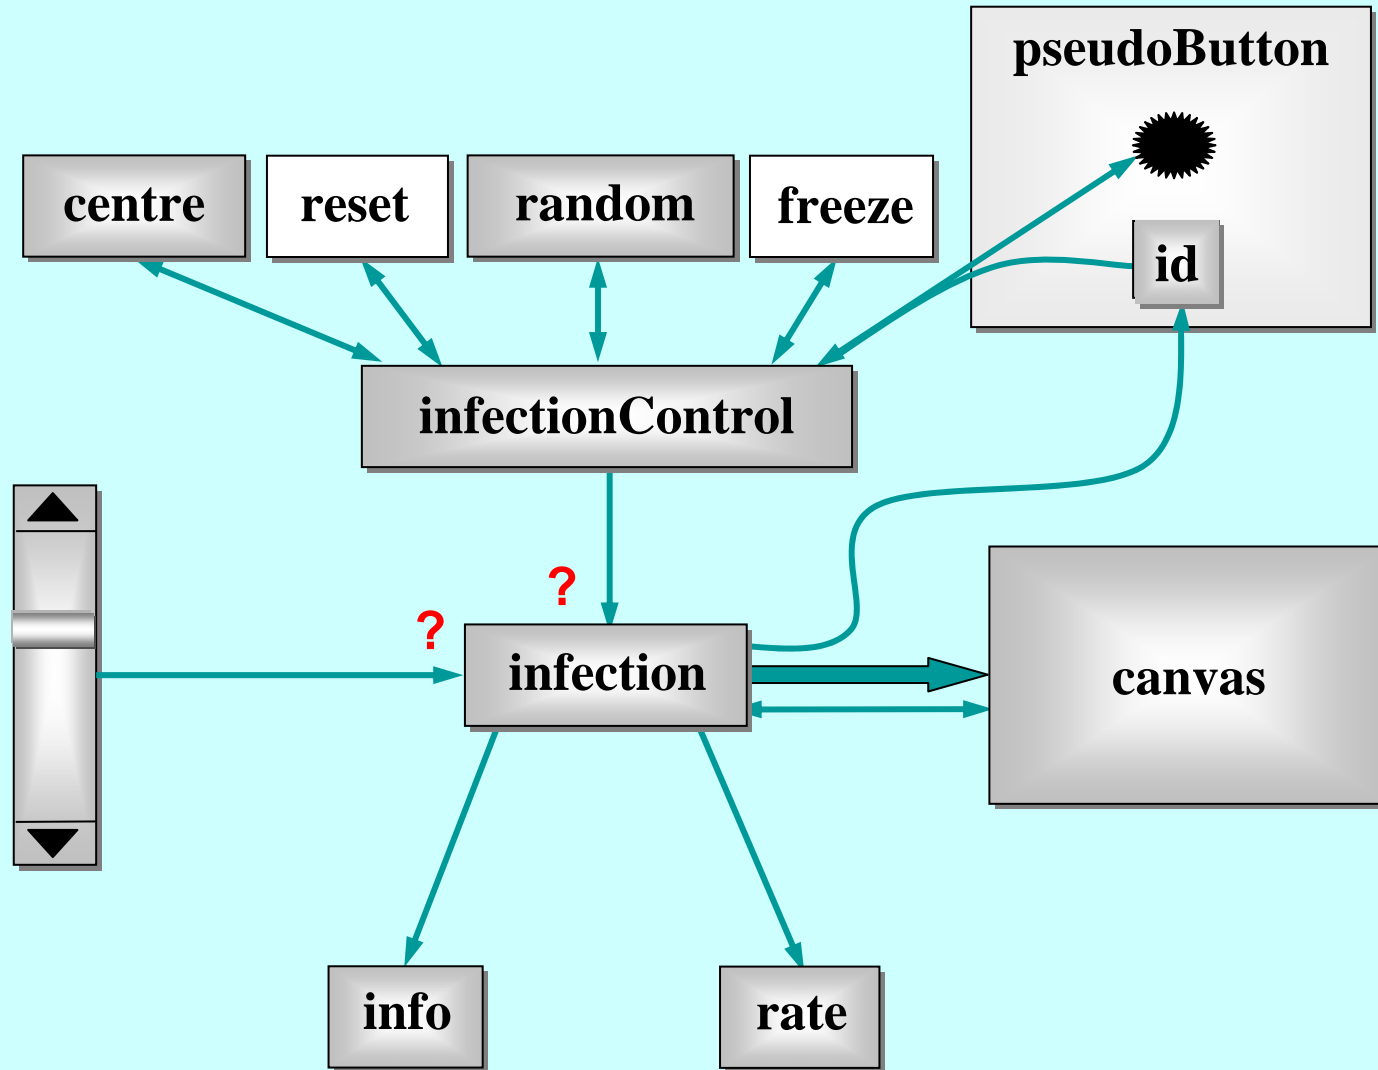 pseudoButton
centre
reset
random
freeze
id
infectionControl
?
?
infection
canvas
info
rate